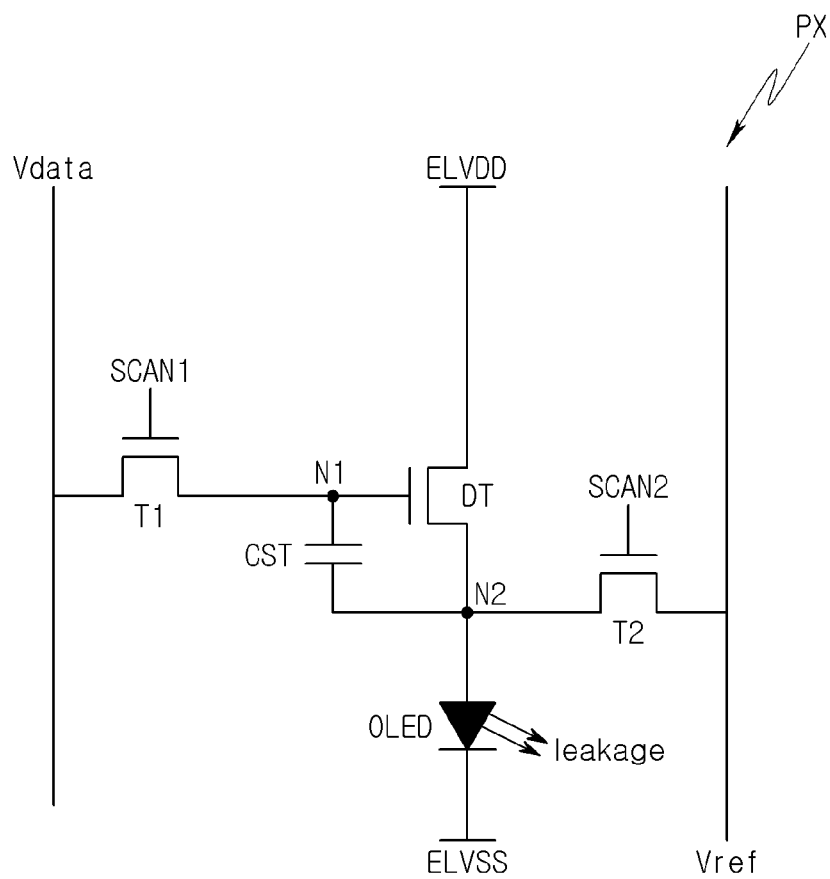 PX
Vdata
ELVDD
SCAN1
N1
DT
SCAN2
T1
CST
N2
T2
OLED
leakage
ELVSS
Vref